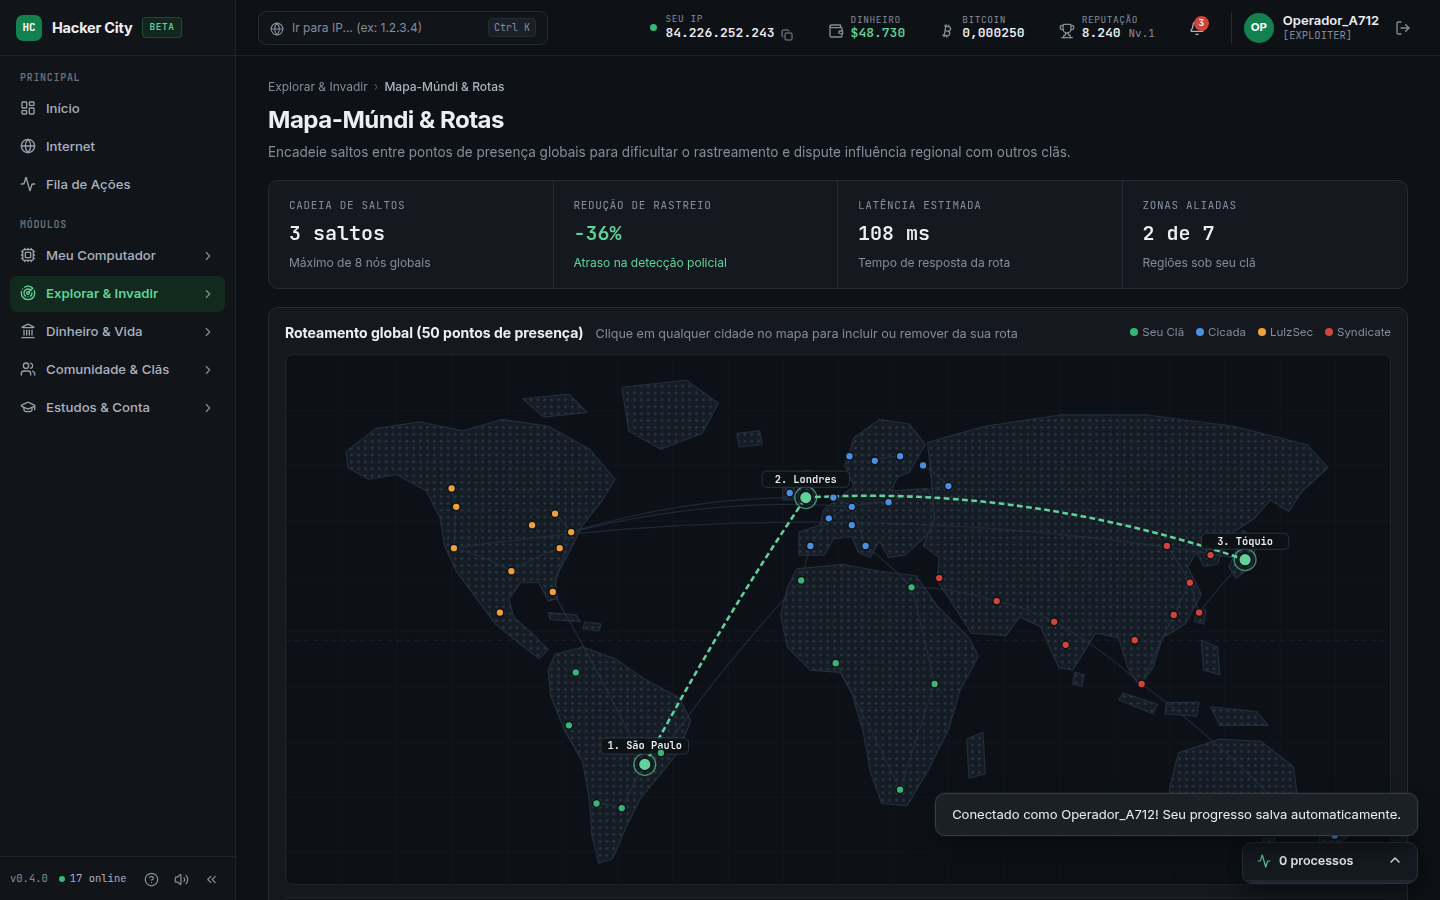 HC Hacker City BETA
Ir para IP... (ex: 1.2.3.4) Ctrl K
SEU IP
84.226.252.243
DINHEIRO
$48.730
BITCOIN
0,000250
REPUTAÇÃO
8.240 Nv.1
3
OP
Operador_A712
[EXPLOITER]
PRINCIPAL
Início
Internet
Fila de Ações
MÓDULOS
Meu Computador
Explorar & Invadir
Dinheiro & Vida
Comunidade & Clãs
Estudos & Conta
v0.4.0 17 online
Explorar & Invadir › Mapa-Múndi & Rotas
Mapa-Múndi & Rotas
Encadeie saltos entre pontos de presença globais para dificultar o rastreamento e dispute influência regional com outros clãs.
CADEIA DE SALTOS
3 saltos
Máximo de 8 nós globais
REDUÇÃO DE RASTREIO
-36%
Atraso na detecção policial
LATÊNCIA ESTIMADA
108 ms
Tempo de resposta da rota
ZONAS ALIADAS
2 de 7
Regiões sob seu clã
Roteamento global (50 pontos de presença) Clique em qualquer cidade no mapa para incluir ou remover da sua rota
Seu Clã Cicada LulzSec Syndicate
2. Londres
3. Tóquio
1. São Paulo
Conectado como Operador_A712! Seu progresso salva automaticamente.
0 processos